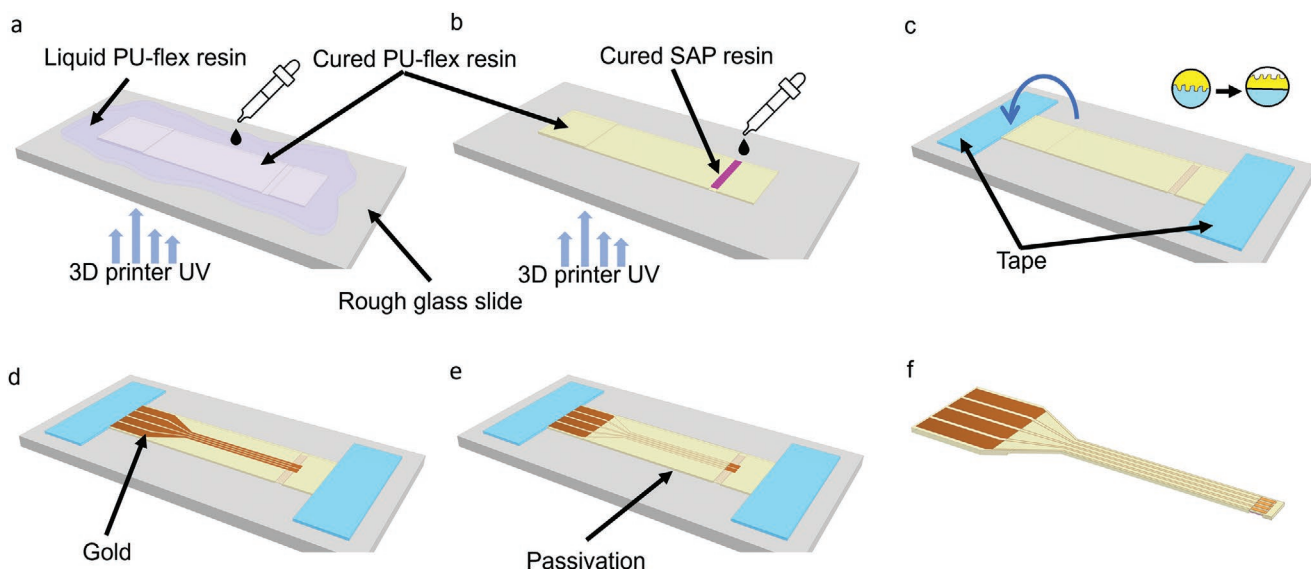 a
b
c
Liquid PU-flex resin
Cured PU-flex resin
Cured SAP resin
3D printer UV
3D printer UV
Rough glass slide
Tape
d
e
f
Gold
Passivation